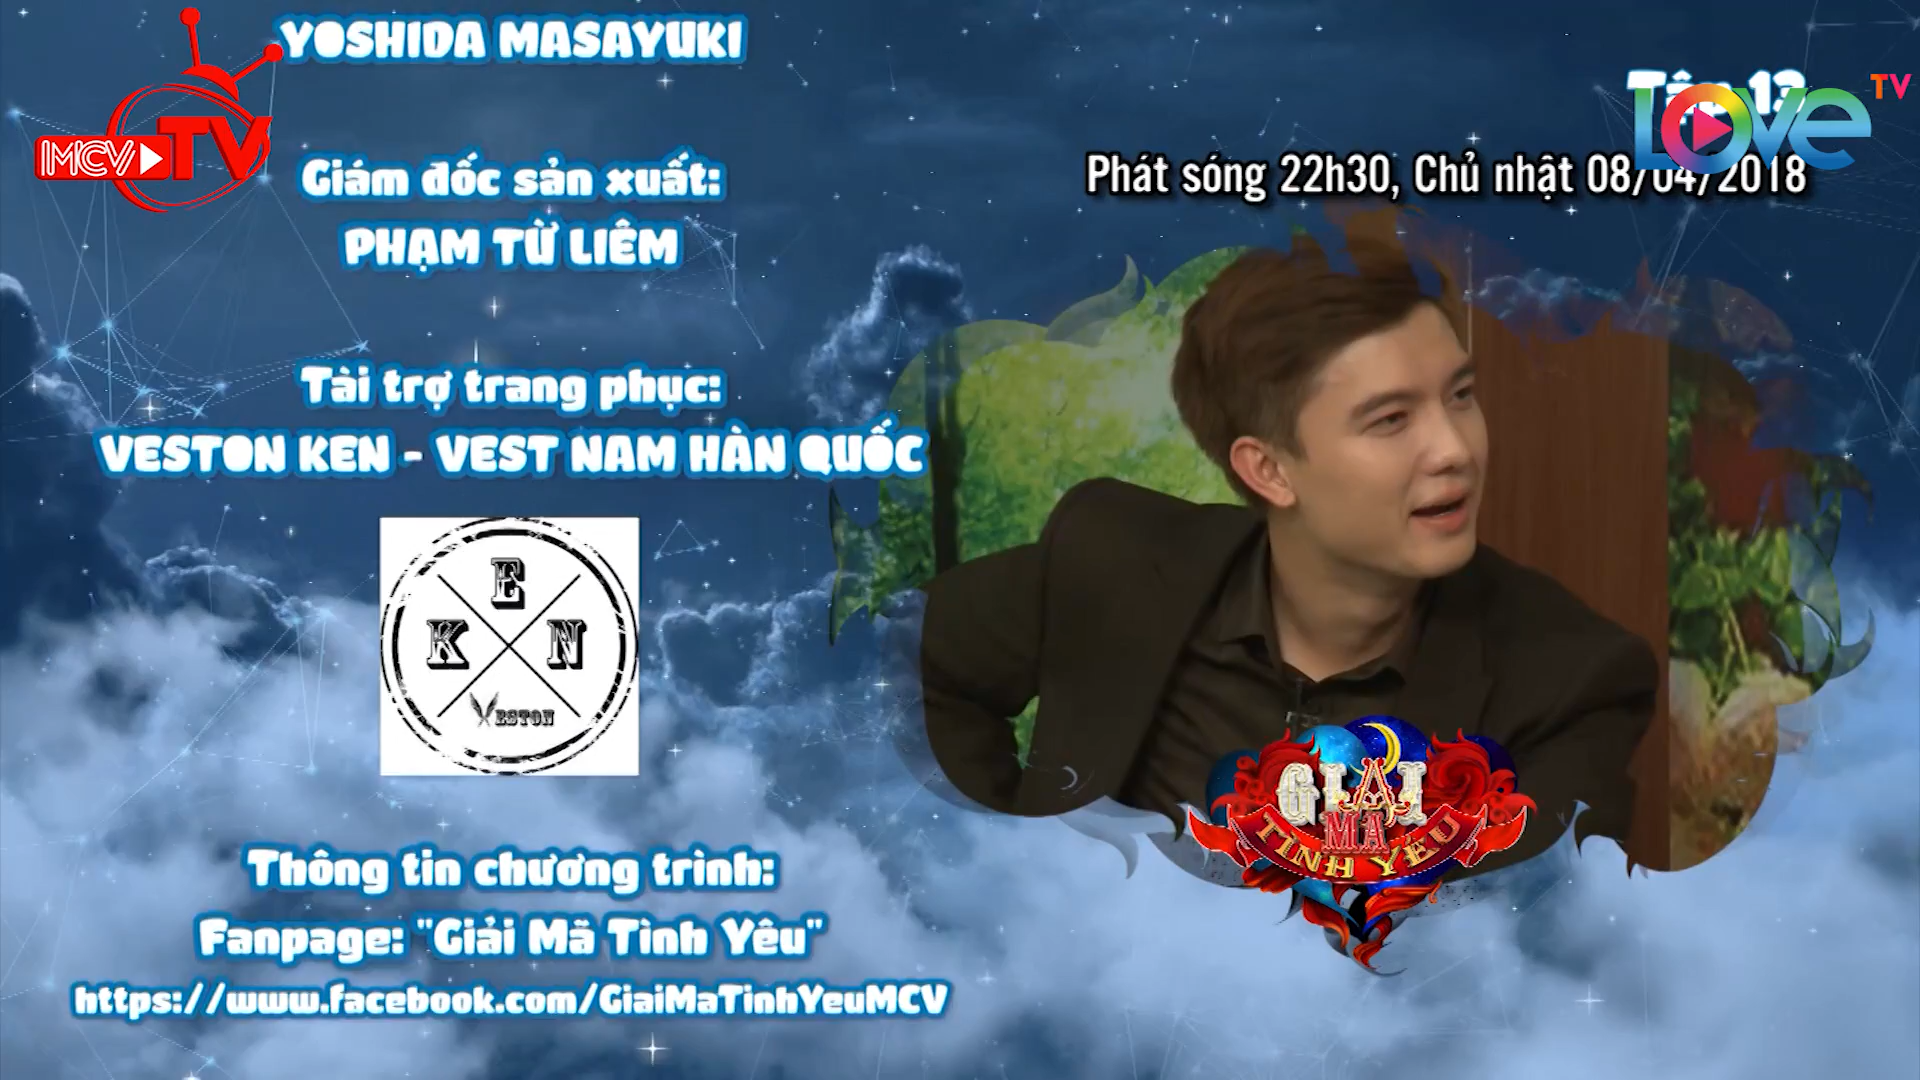 YOSHIDA MASAYUKI
MCV TV
Giám đốc sản xuất:
PHẠM TỪ LIÊM
Tài trợ trang phục:
VESTON KEN - VEST NAM HÀN QUỐC
E
K N
VESTON
Thông tin chương trình:
Fanpage: "Giải Mã Tình Yêu"
https://www.facebook.com/GiaiMaTinhYeuMCV
Tập 13
LOVE TV
Phát sóng 22h30, Chủ nhật 08/04/2018
GIẢI
MÃ
TÌNH YÊU